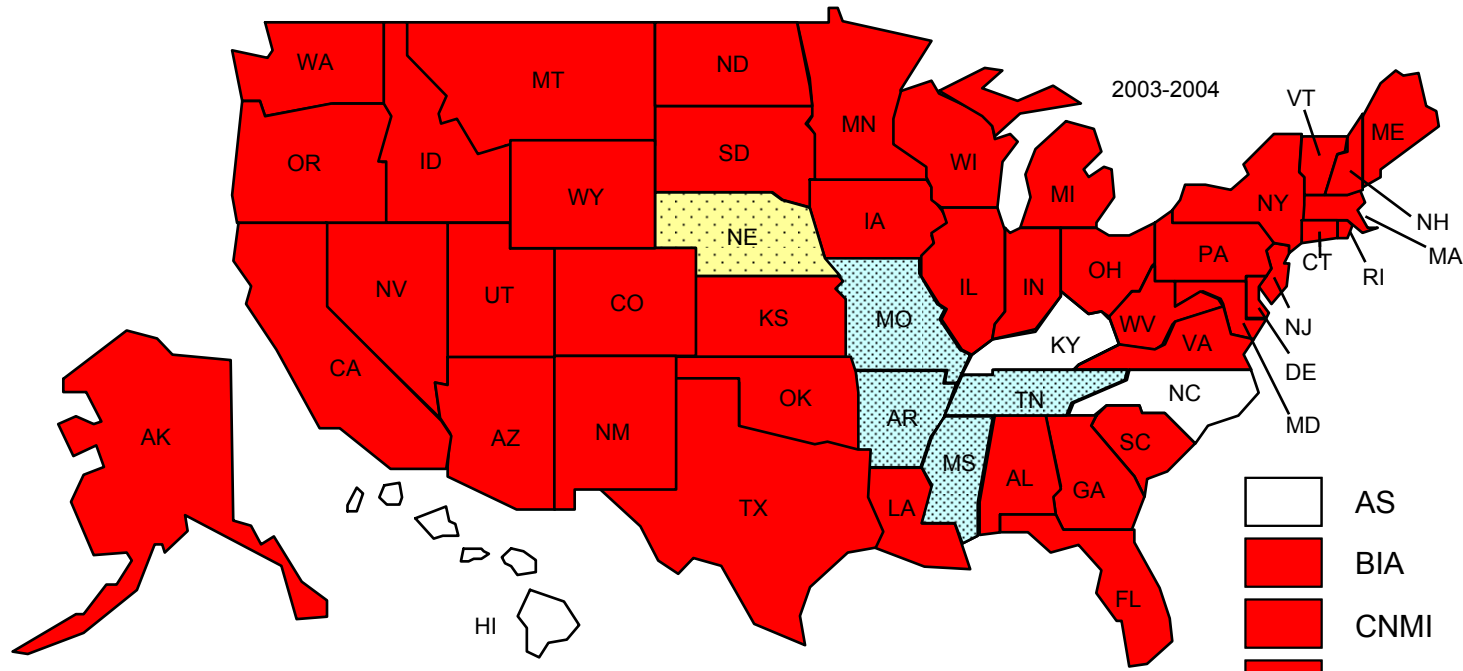 WA
MT
ND
MN
2003-2004
VT
ME
OR
ID
SD
WI
MI
WY
NY
NH
MA
NE
IA
PA
CT
RI
NV
UT
CO
KS
MO
IL
IN
OH
WV
VA
NJ
DE
MD
KY
CA
AK
AZ
NM
OK
AR
TN
NC
SC
MS
AL
GA
LA
TX
FL
HI
AS
BIA
CNMI